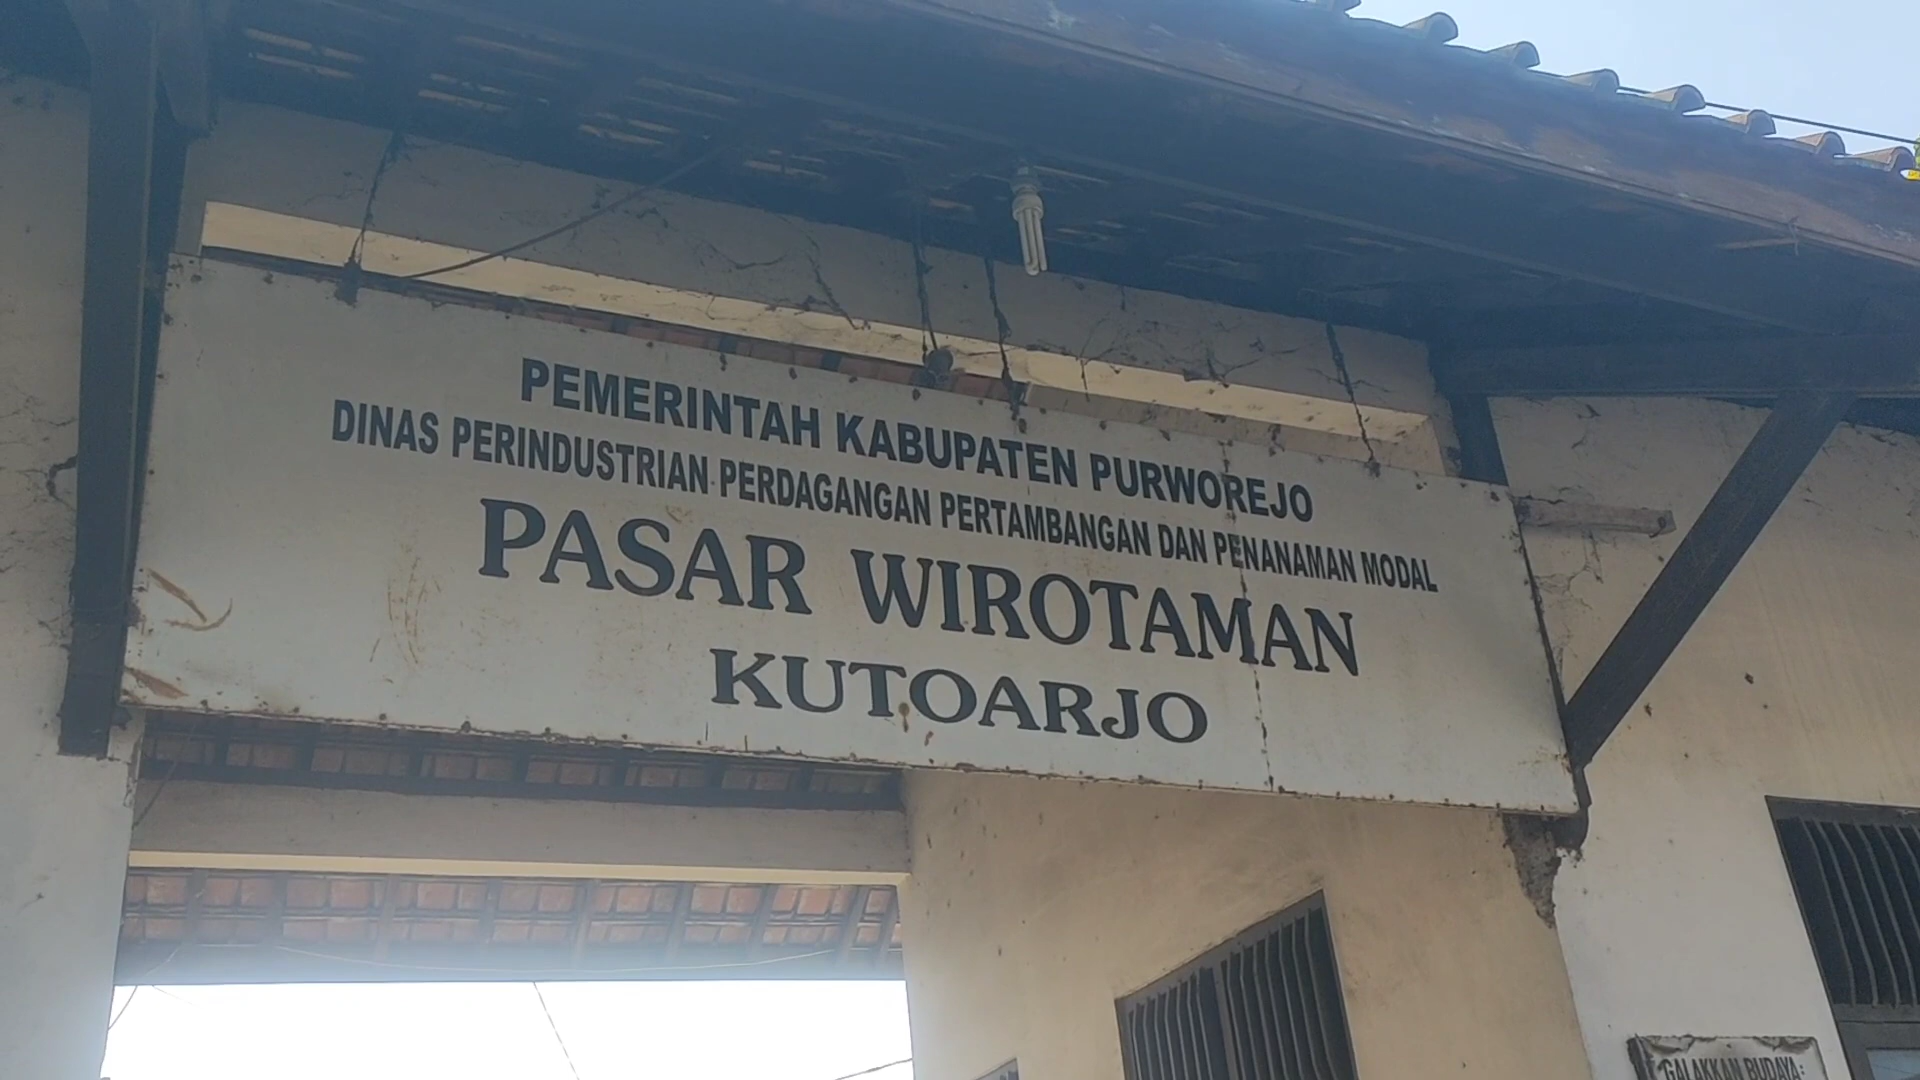 PEMERINTAH KABUPATEN PURWOREJO
DINAS PERINDUSTRIAN PERDAGANGAN PERTAMBANGAN DAN PENANAMAN MODAL
PASAR WIROTAMAN
KUTOARJO
GALAKKAN BUDAYA: